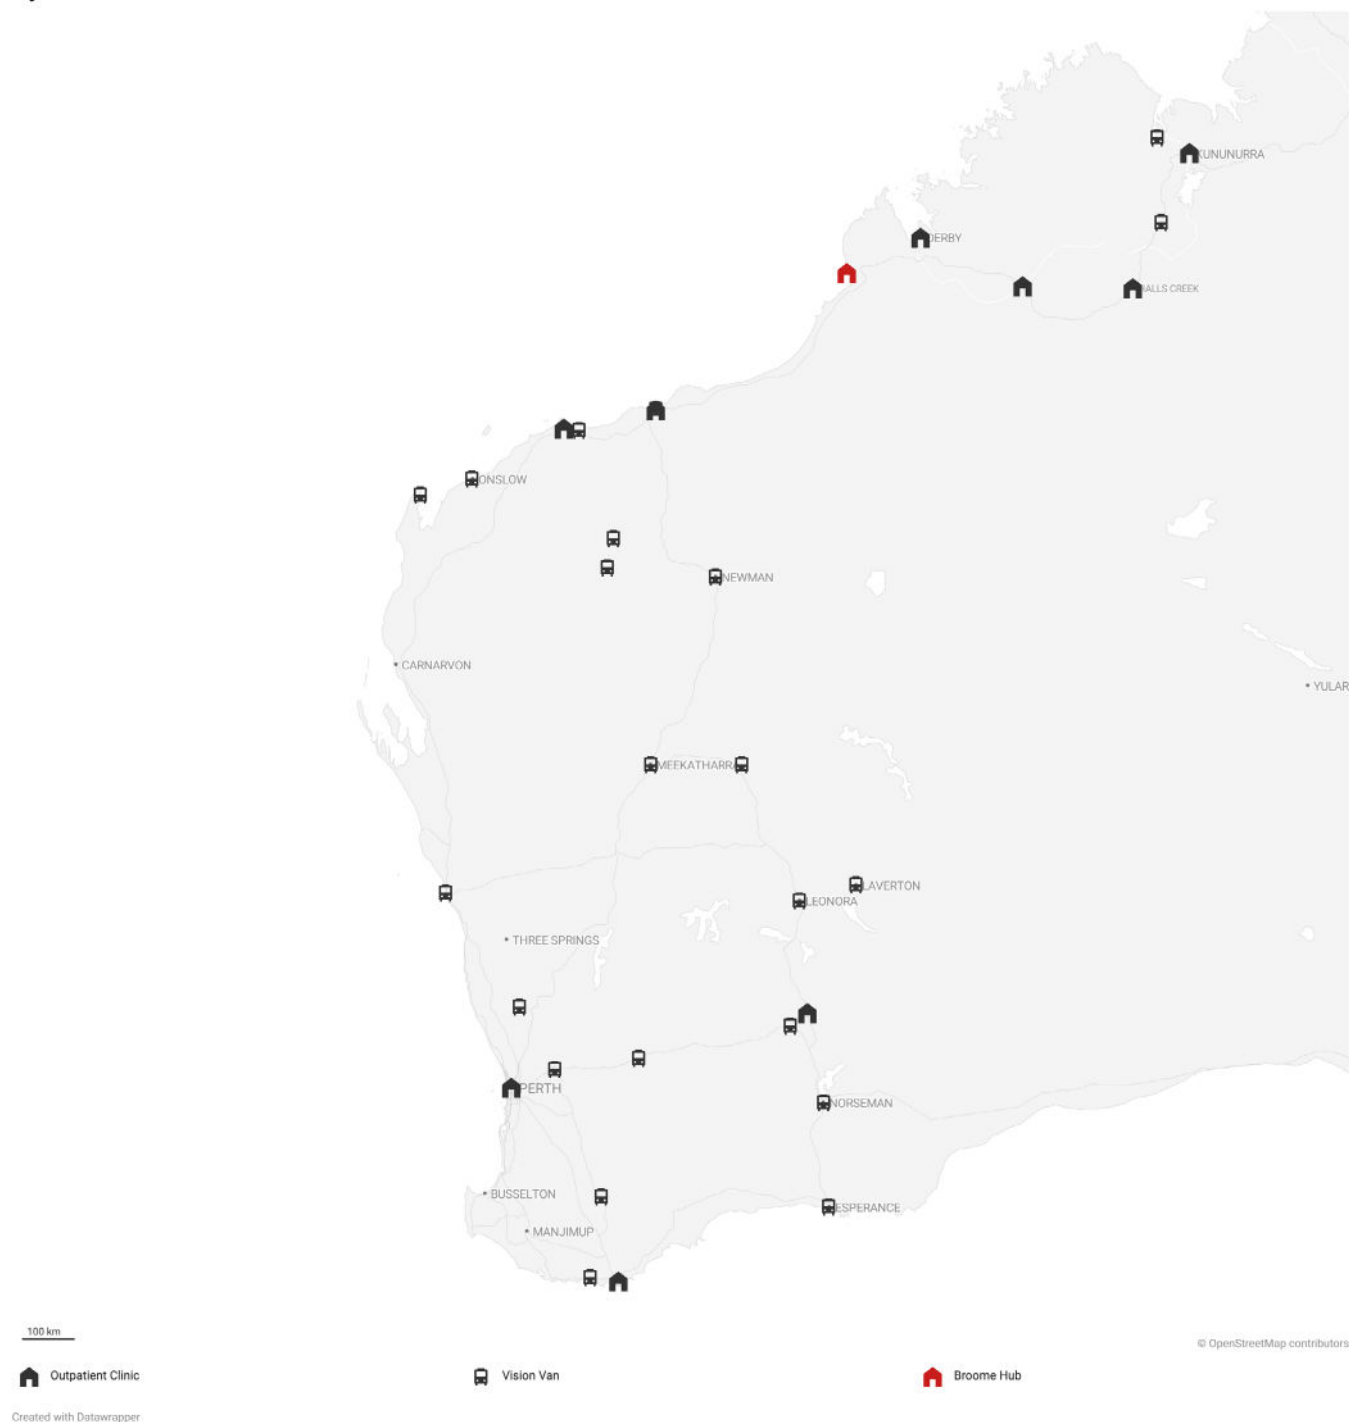 KUNUNURRA
DERBY
HALLS CREEK
ONSLOW
NEWMAN
CARNARVON
YULAR
MEEKATHARRA
LAVERTON
LEONORA
THREE SPRINGS
PERTH
NORSEMAN
BUSSELTON
ESPERANCE
MANJIMUP
100 km
© OpenStreetMap contributors
Outpatient Clinic Vision Van Broome Hub
Created with Datawrapper